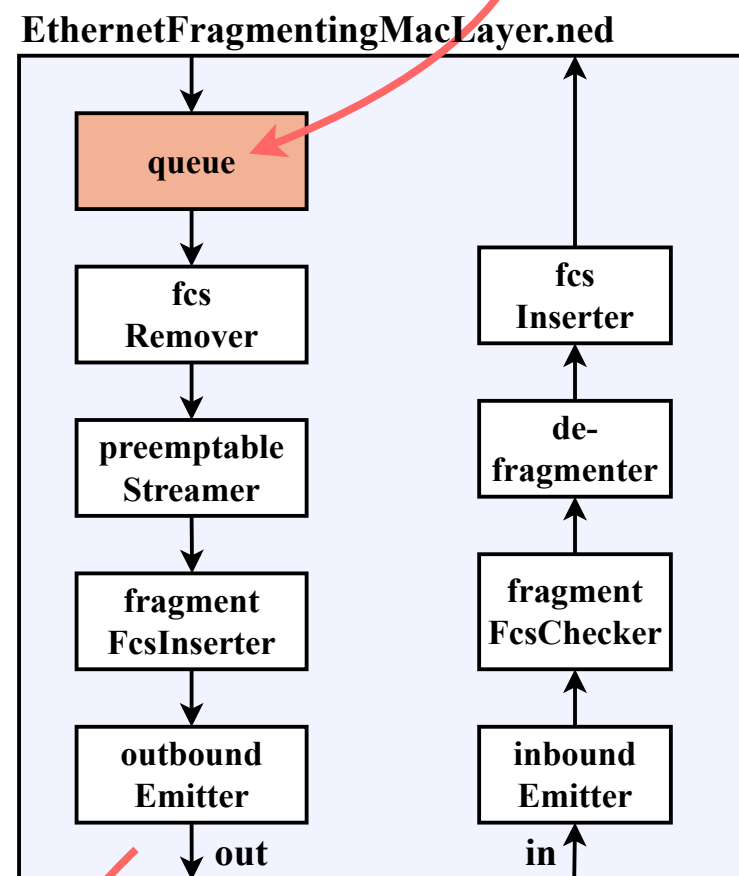 EthernetFragmentingMacLayer.ned
queue
fcs
Remover
preemptable
Streamer
fragment
FcsInserter
outbound
Emitter
out
fcs
Inserter
de-
fragmenter
fragment
FcsChecker
inbound
Emitter
in